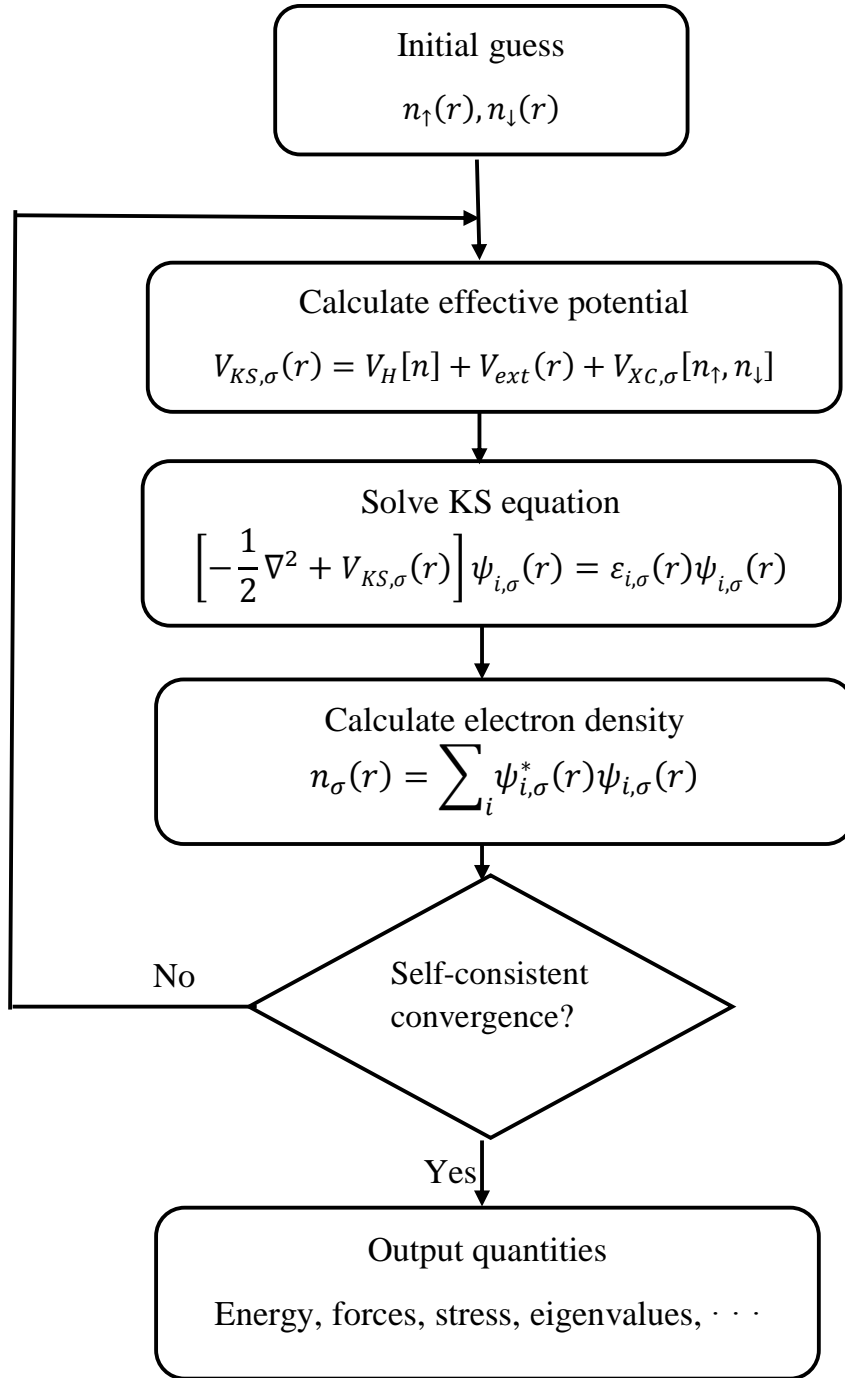 Initial guess
n↑(r), n↓(r)
Calculate effective potential
V_{KS,σ}(r) = V_H[n] + V_{ext}(r) + V_{XC,σ}[n↑, n↓]
Solve KS equation
[−\frac{1}{2}∇² + V_{KS,σ}(r)] ψ_{i,σ}(r) = ε_{i,σ}(r)ψ_{i,σ}(r)
Calculate electron density
n_σ(r) = ∑_i ψ*_{i,σ}(r)ψ_{i,σ}(r)
No
Self-consistent
convergence?
Yes
Output quantities
Energy, forces, stress, eigenvalues, · · ·